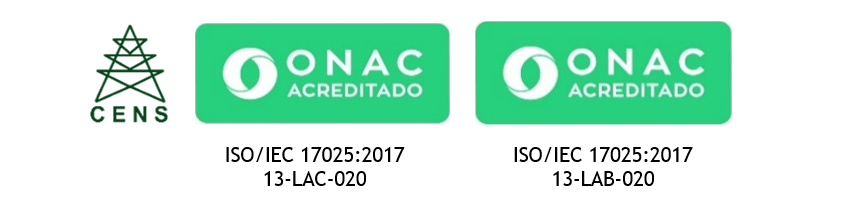 CENS
ONAC
ACREDITADO
ISO/IEC 17025:2017
13-LAC-020
ONAC
ACREDITADO
ISO/IEC 17025:2017
13-LAB-020